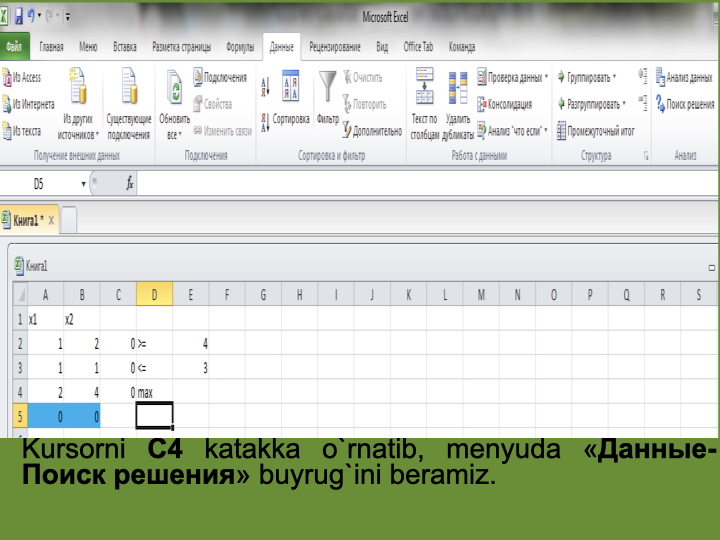 Microsoft Excel
Файл Главная Меню Вставка Разметка страницы Формулы Данные Рецензирование Вид Office Tab Команда
Из Access
Из Интернета
Из текста
Из других источников
Существующие подключения
Получение внешних данных
Обновить все
Подключения
Свойства
Изменить связи
Подключения
Сортировка
Фильтр
Очистить
Повторить
Дополнительно
Сортировка и фильтр
Текст по столбцам
Удалить дубликаты
Проверка данных
Консолидация
Анализ "что если"
Работа с данными
Группировать
Разгруппировать
Промежуточный итог
Структура
Анализ данных
Поиск решения
Анализ
D5 fx
Книга1 *
Книга1
A B C D E F G H I J K L M N O P Q R S
1 x1 x2
2 1 2 0 >= 4
3 1 1 0 <= 3
4 2 4 0 max
5 0 0
Kursorni C4 katakka o`rnatib, menyuda «Данные-
Поиск решения» buyrug`ini beramiz.